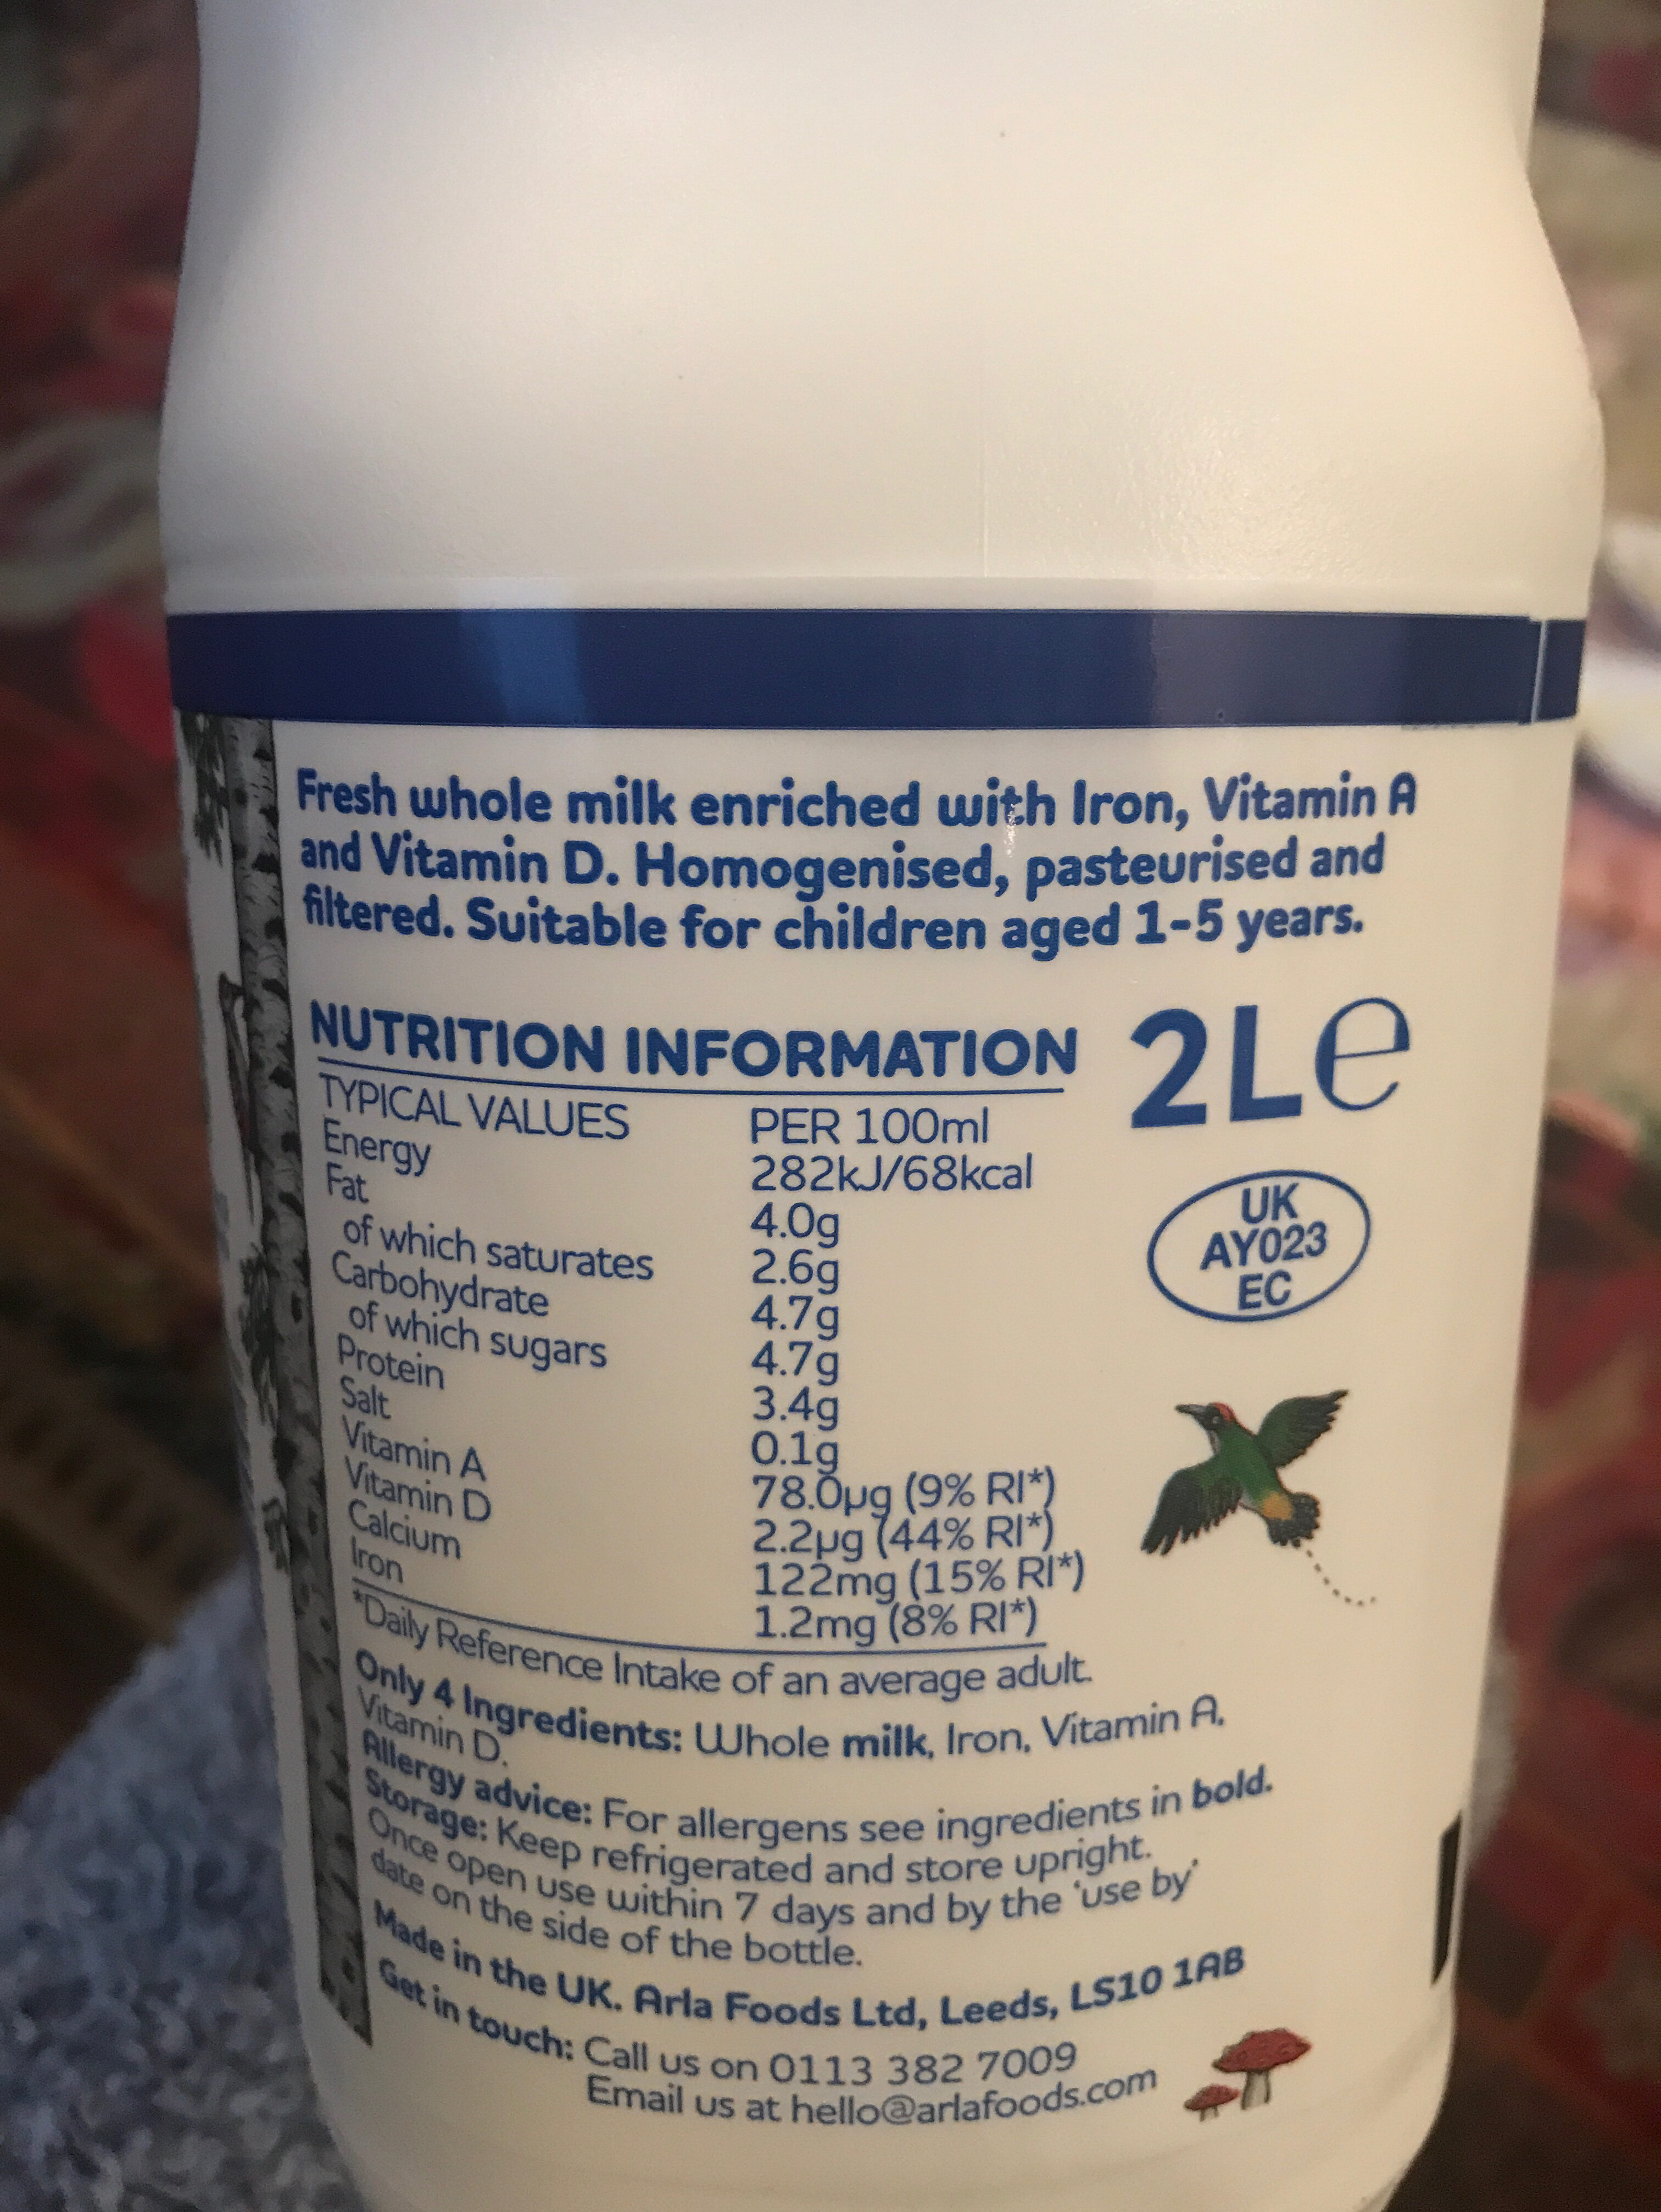 Fresh whole milk enriched with Iron, Vitamin A
and Vitamin D. Homogenised, pasteurised and
filtered. Suitable for children aged 1-5 years.
NUTRITION INFORMATION
2Le
TYPICAL VALUES PER 100ml
Energy 282kJ/68kcal
Fat 4.0g
of which saturates 2.6g
Carbohydrate 4.7g
of which sugars 4.7g
Protein 3.4g
Salt 0.1g
Vitamin A 78.0µg (9% RI*)
Vitamin D 2.2µg (44% RI*)
Calcium 122mg (15% RI*)
Iron 1.2mg (8% RI*)
*Daily Reference Intake of an average adult.
UK
AY023
EC
Only 4 Ingredients: Whole milk, Iron, Vitamin A,
Vitamin D.
Allergy advice: For allergens see ingredients in bold.
Storage: Keep refrigerated and store upright.
Once open use within 7 days and by the 'use by'
date on the side of the bottle.
Made in the UK. Arla Foods Ltd, Leeds, LS10 1AB
Get in touch: Call us on 0113 382 7009
Email us at hello@arlafoods.com